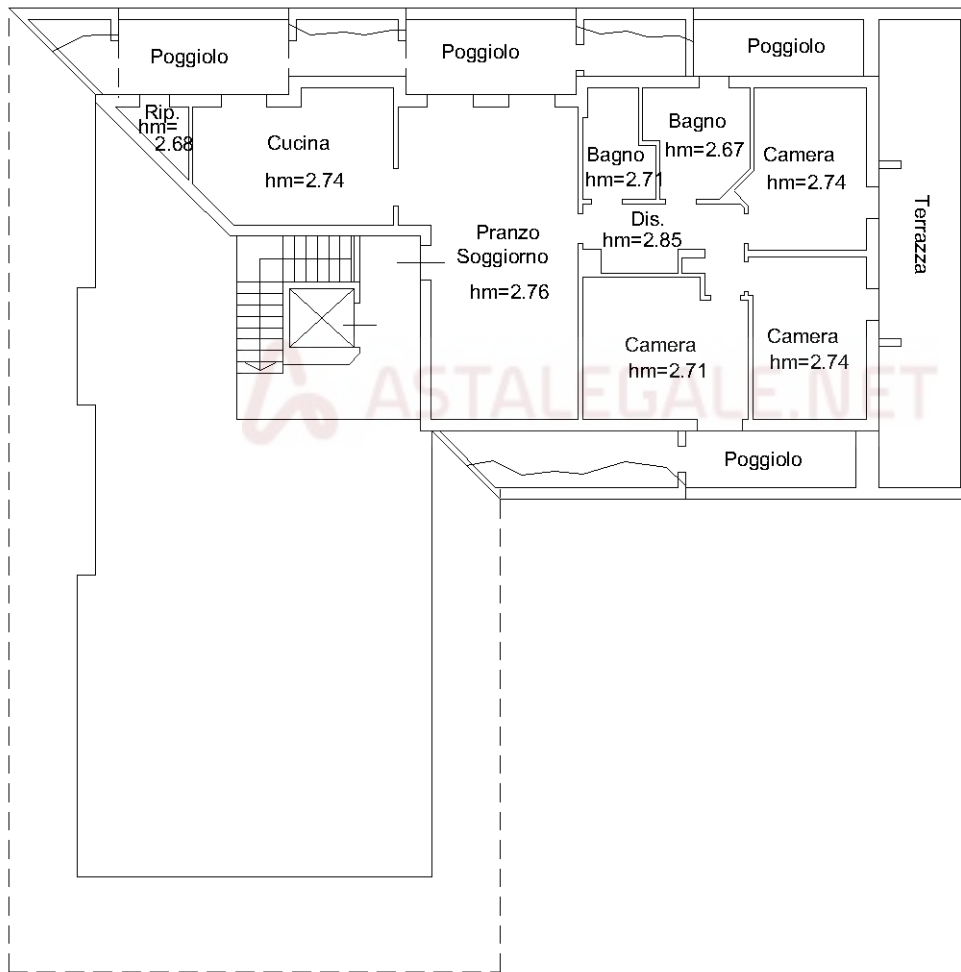 Poggiolo
Poggiolo
Poggiolo
Rip.
hm=
2.68
Cucina
hm=2.74
Bagno
hm=2.71
Bagno
hm=2.67
Camera
hm=2.74
Terrazza
Dis.
hm=2.85
Pranzo
Soggiorno
hm=2.76
Camera
hm=2.71
Camera
hm=2.74
ASTALEGALE.NET
Poggiolo